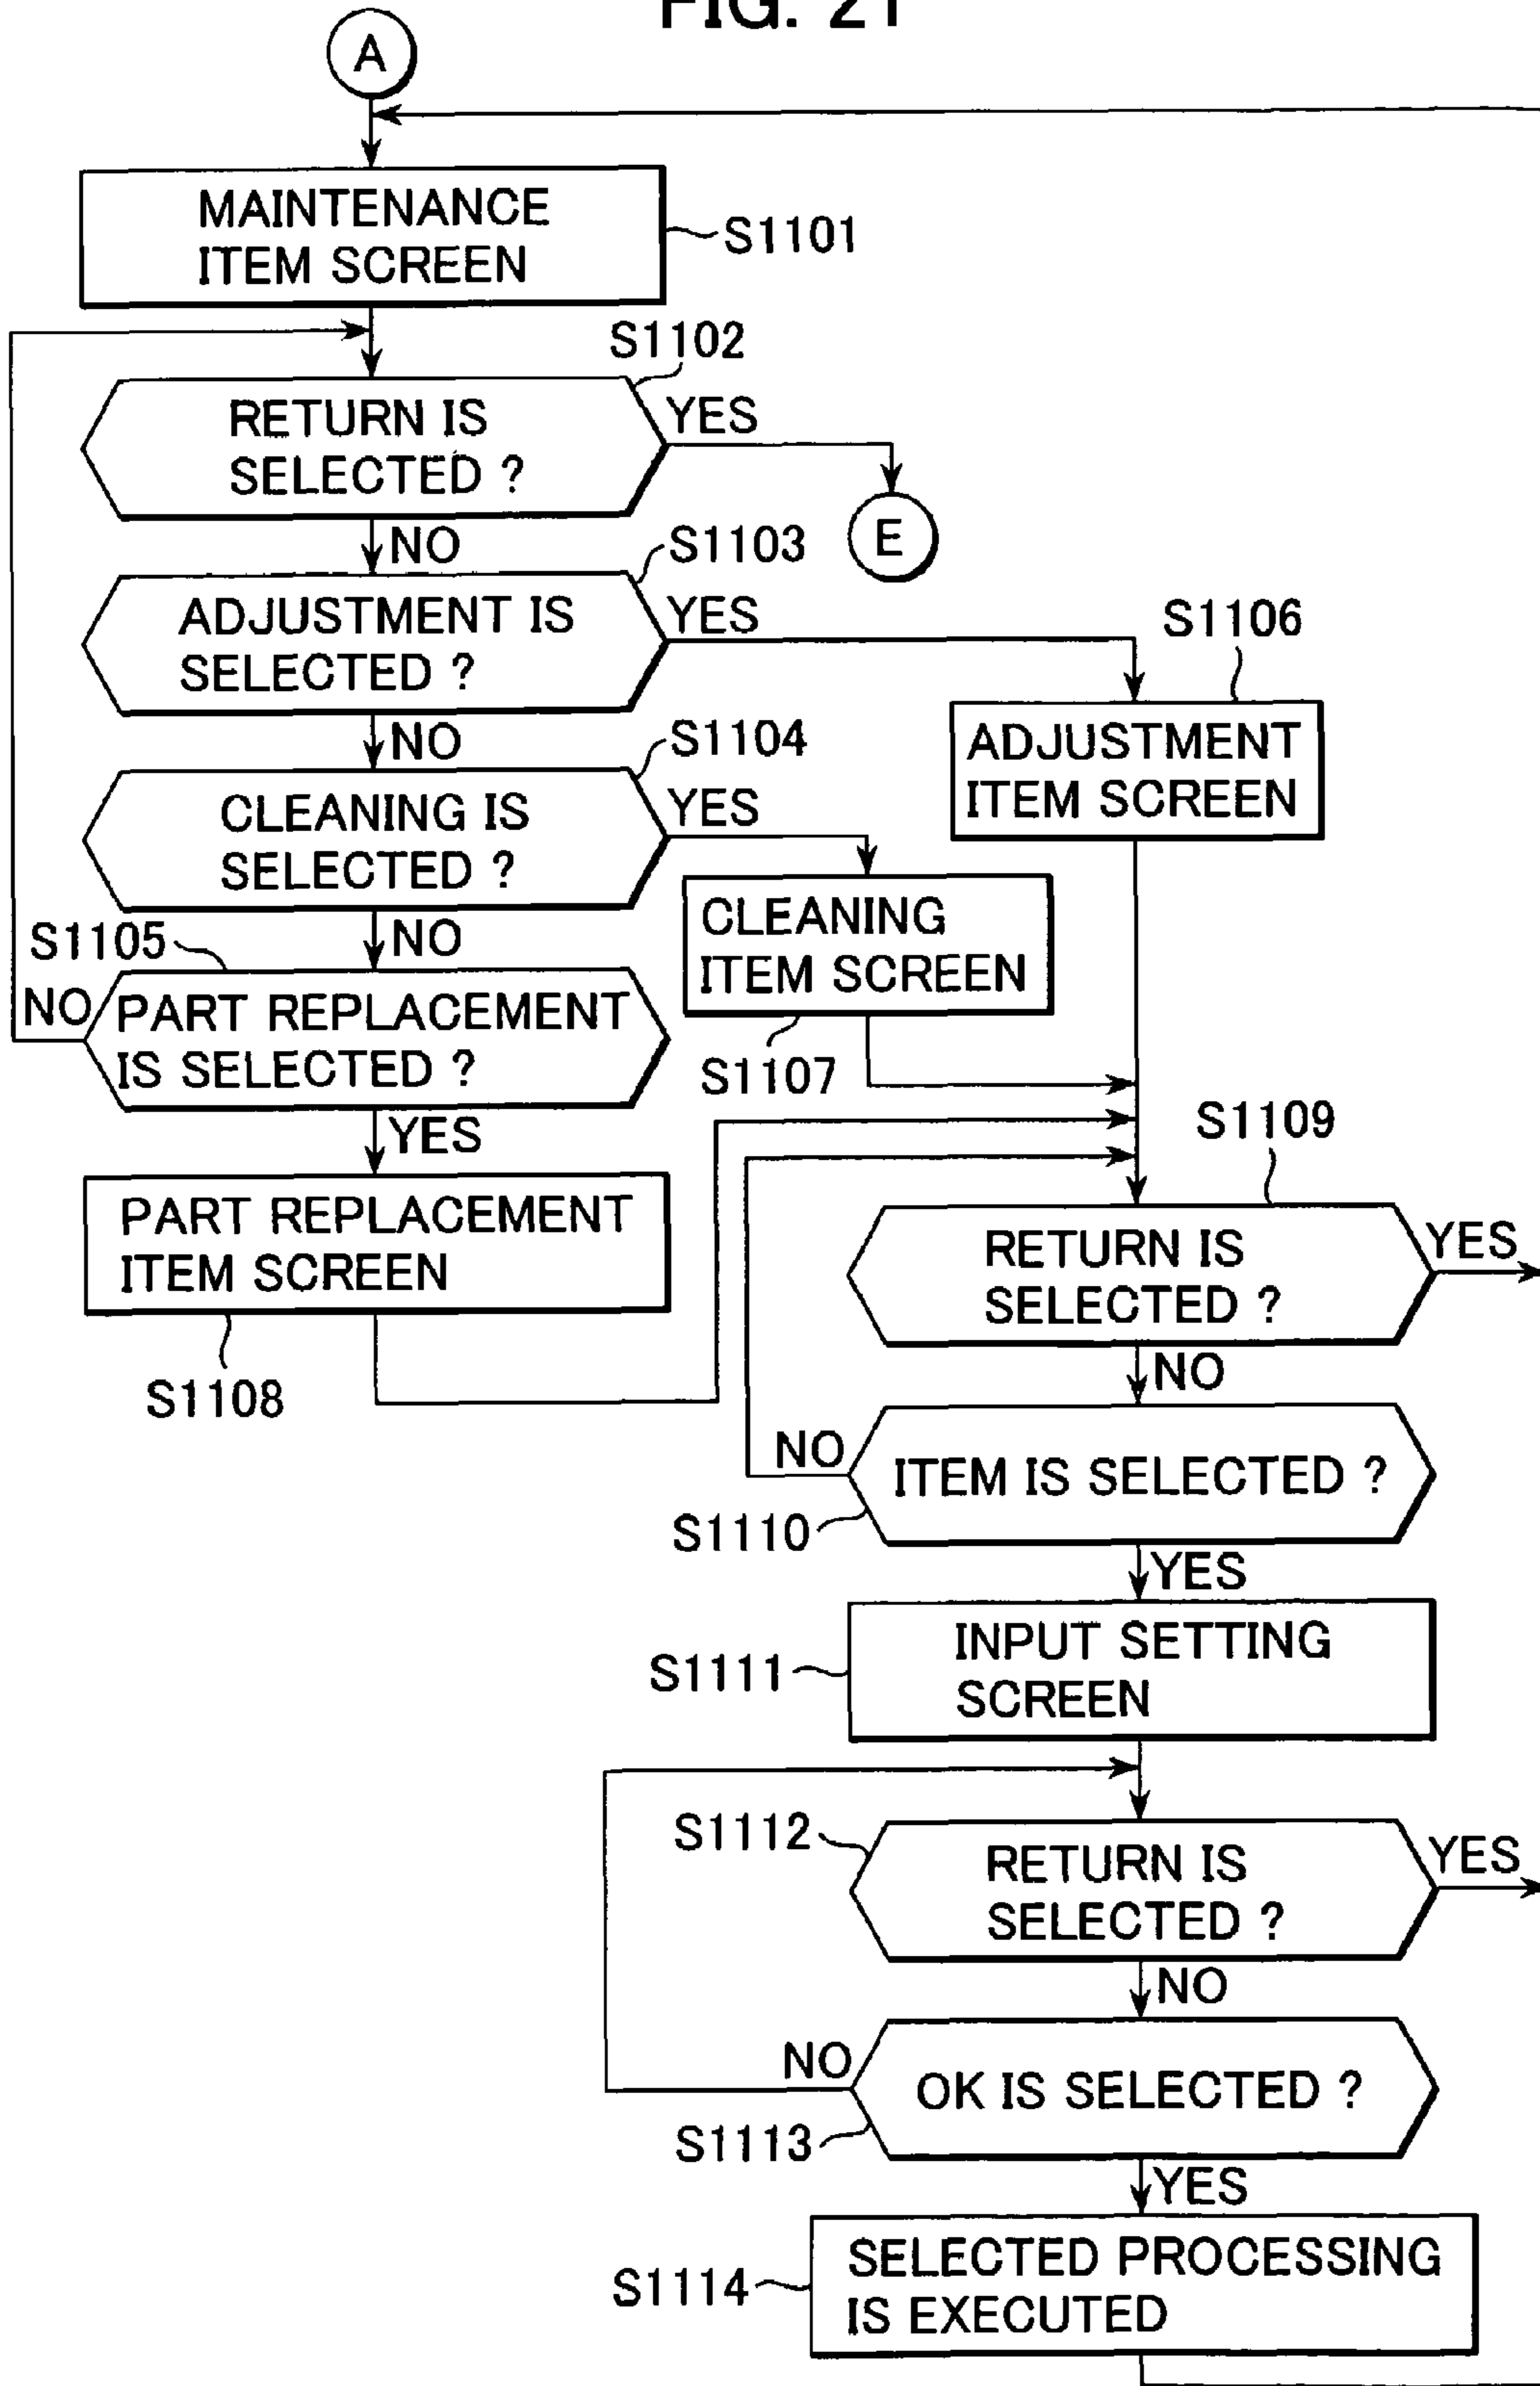 FIG. 21
A
MAINTENANCE
ITEM SCREEN
S1101
S1102
RETURN IS
SELECTED ?
YES
E
NO
S1103
ADJUSTMENT IS
SELECTED ?
YES
S1106
ADJUSTMENT
ITEM SCREEN
NO
S1104
CLEANING IS
SELECTED ?
YES
CLEANING
ITEM SCREEN
S1107
NO
S1105
NO
PART REPLACEMENT
IS SELECTED ?
YES
PART REPLACEMENT
ITEM SCREEN
S1108
S1109
RETURN IS
SELECTED ?
YES
NO
NO
ITEM IS SELECTED ?
S1110
YES
INPUT SETTING
SCREEN
S1111
S1112
RETURN IS
SELECTED ?
YES
NO
NO
OK IS SELECTED ?
S1113
YES
SELECTED PROCESSING
IS EXECUTED
S1114